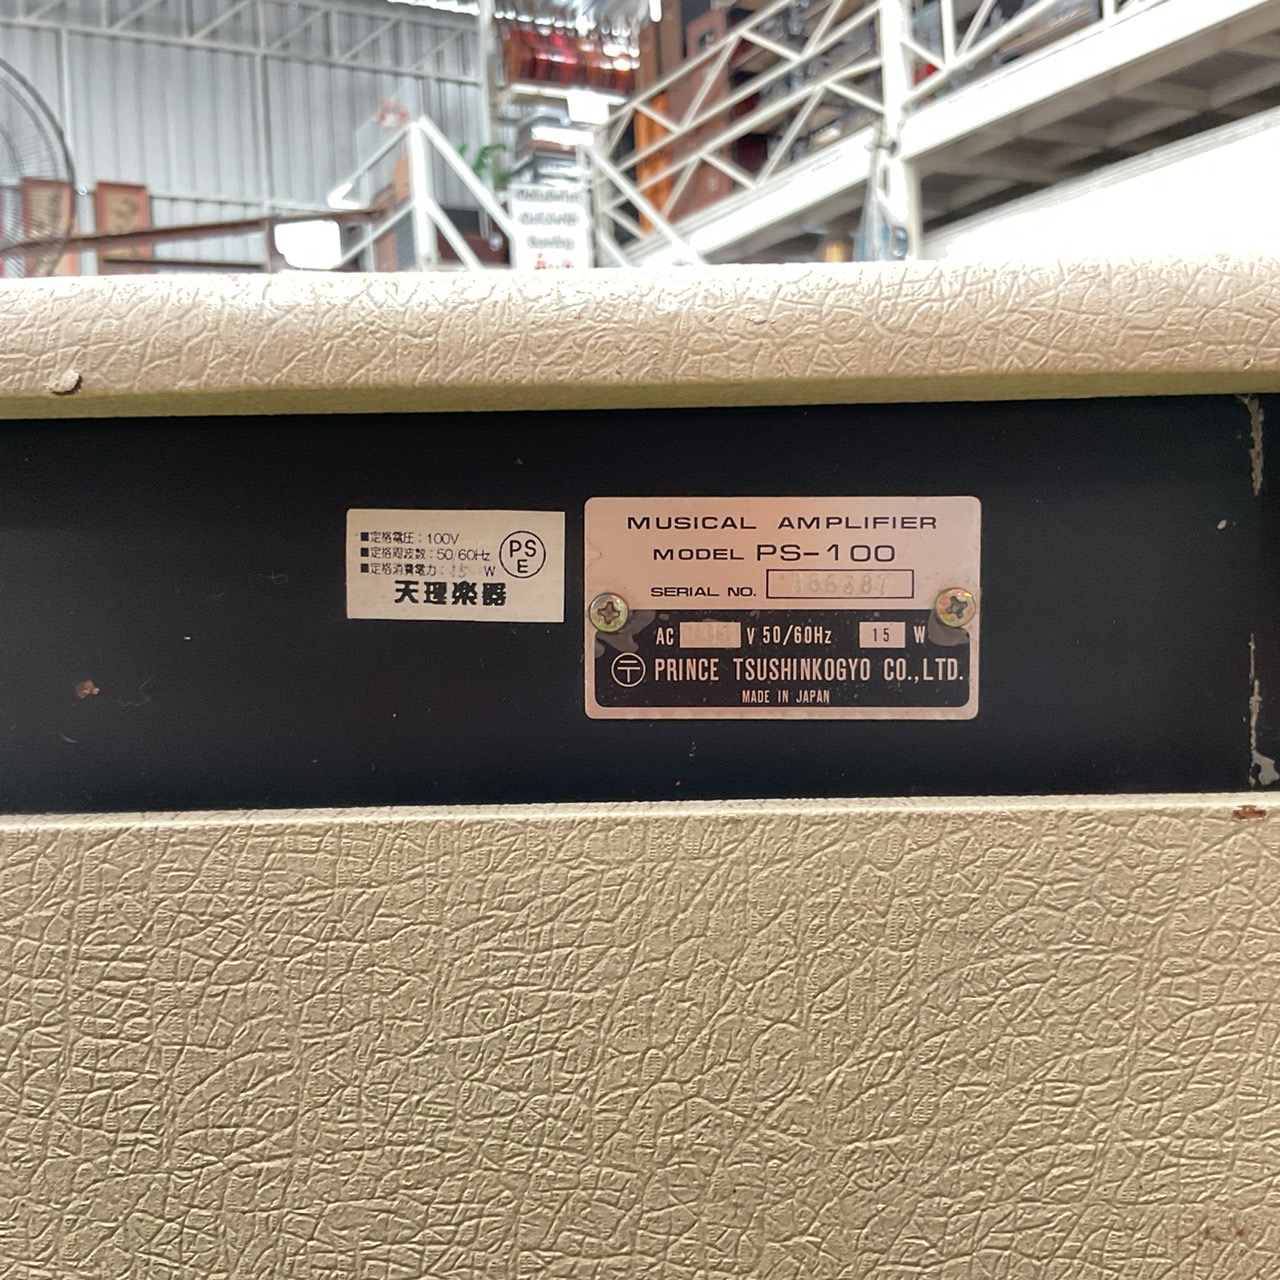 ■定格電圧：100V
■定格周波数：50/60Hz
■定格消費電力：15 W
PS
E
天理楽器
MUSICAL AMPLIFIER
MODEL PS-100
SERIAL NO.
AC V 50/60Hz 15 W
〒 PRINCE TSUSHINKOGYO CO.,LTD.
MADE IN JAPAN